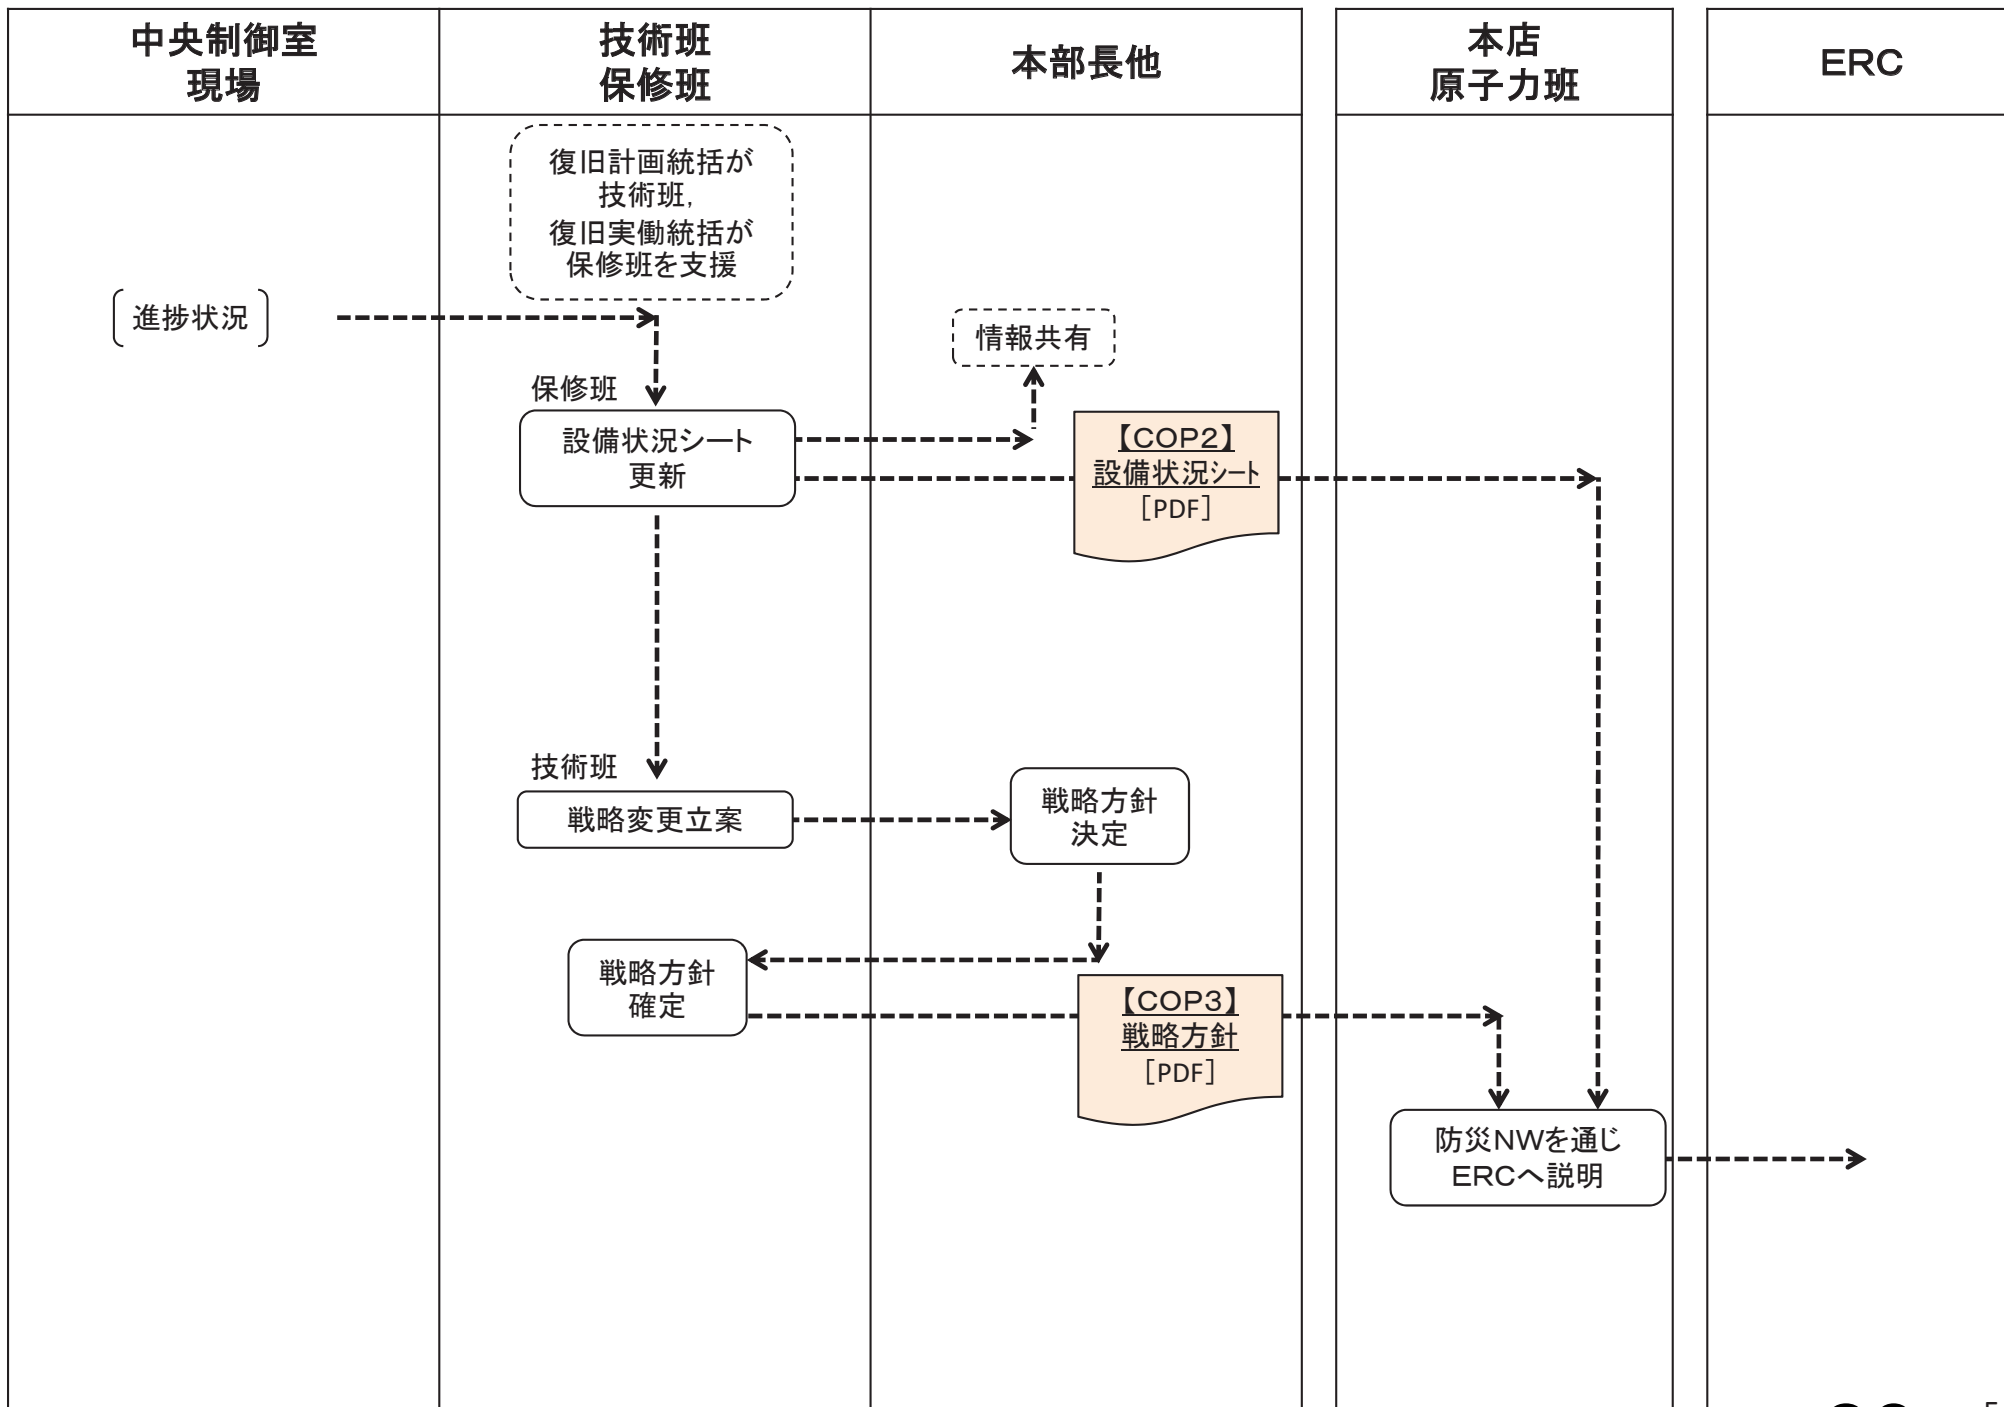 中央制御室
現場
技術班
保修班
本部長他
本店
原子力班
ERC
復旧計画統括が
技術班，
復旧実働統括が
保修班を支援
進捗状況
情報共有
保修班
設備状況シート
更新
【COP2】
設備状況シート
［PDF］
技術班
戦略変更立案
戦略方針
決定
戦略方針
確定
【COP3】
戦略方針
［PDF］
防災NWを通じ
ERCへ説明